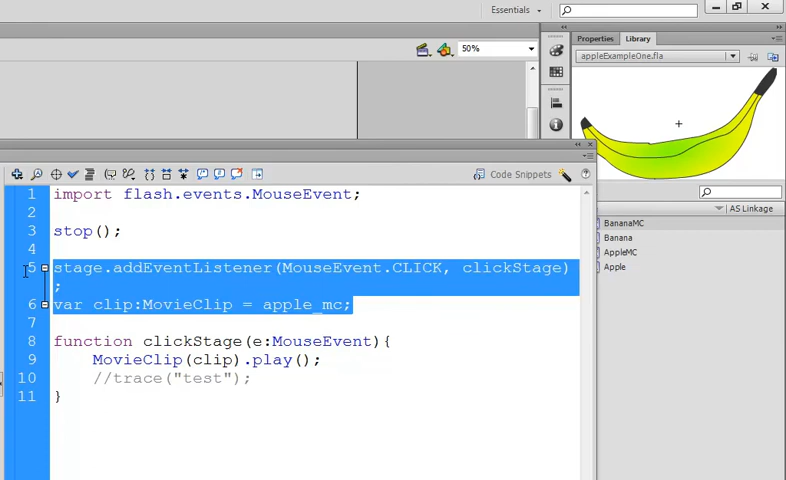 Essentials
50%
Properties Library
appleExampleOne.fla
Code Snippets
AS Linkage
BananaMC
Banana
AppleMC
Apple
1 import flash.events.MouseEvent;
2
3 stop();
4
5 stage.addEventListener(MouseEvent.CLICK, clickStage)
;
6 var clip:MovieClip = apple_mc;
7
8 function clickStage(e:MouseEvent){
9 MovieClip(clip).play();
10 //trace("test");
11 }